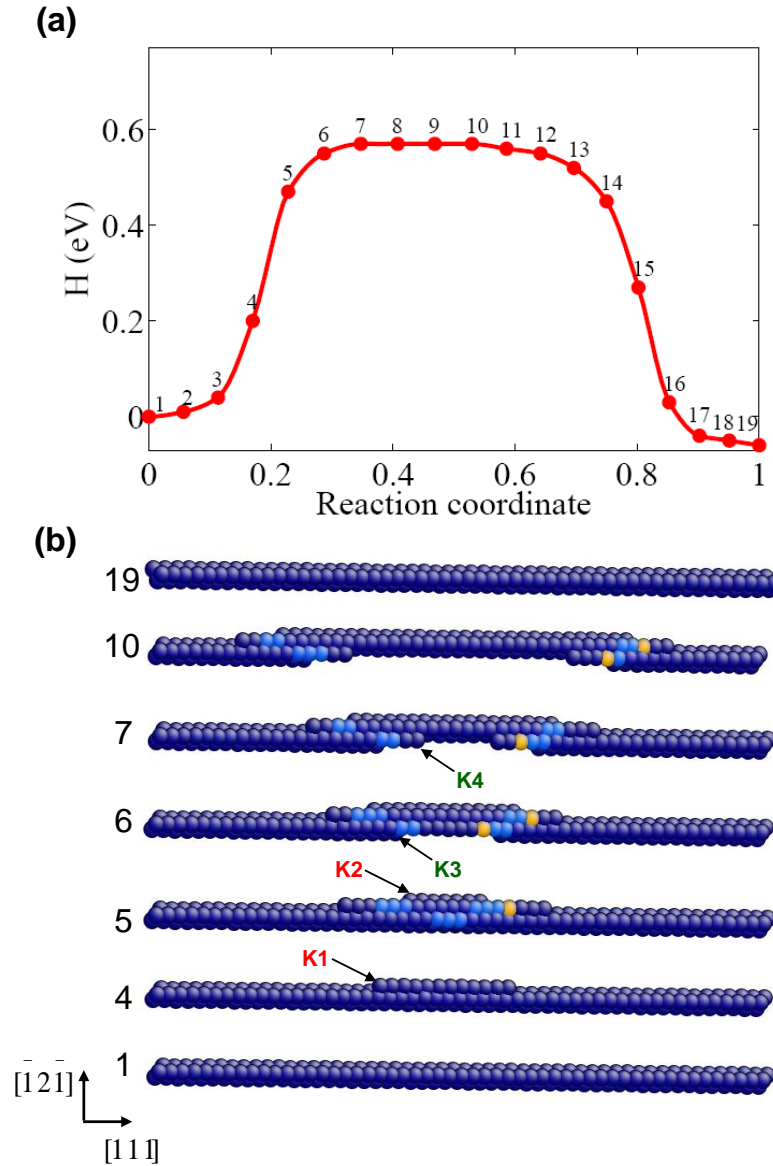 (a)
H (eV)
0.6
0.4
0.2
0
1 2 3 4 5 6 7 8 9 10 11 12 13 14 15 16 17 18 19
0 0.2 0.4 0.6 0.8 1
Reaction coordinate
(b)
19
10
7
K4
6
K3
K2
5
K1
4
1
[1̄21̄]
[111]